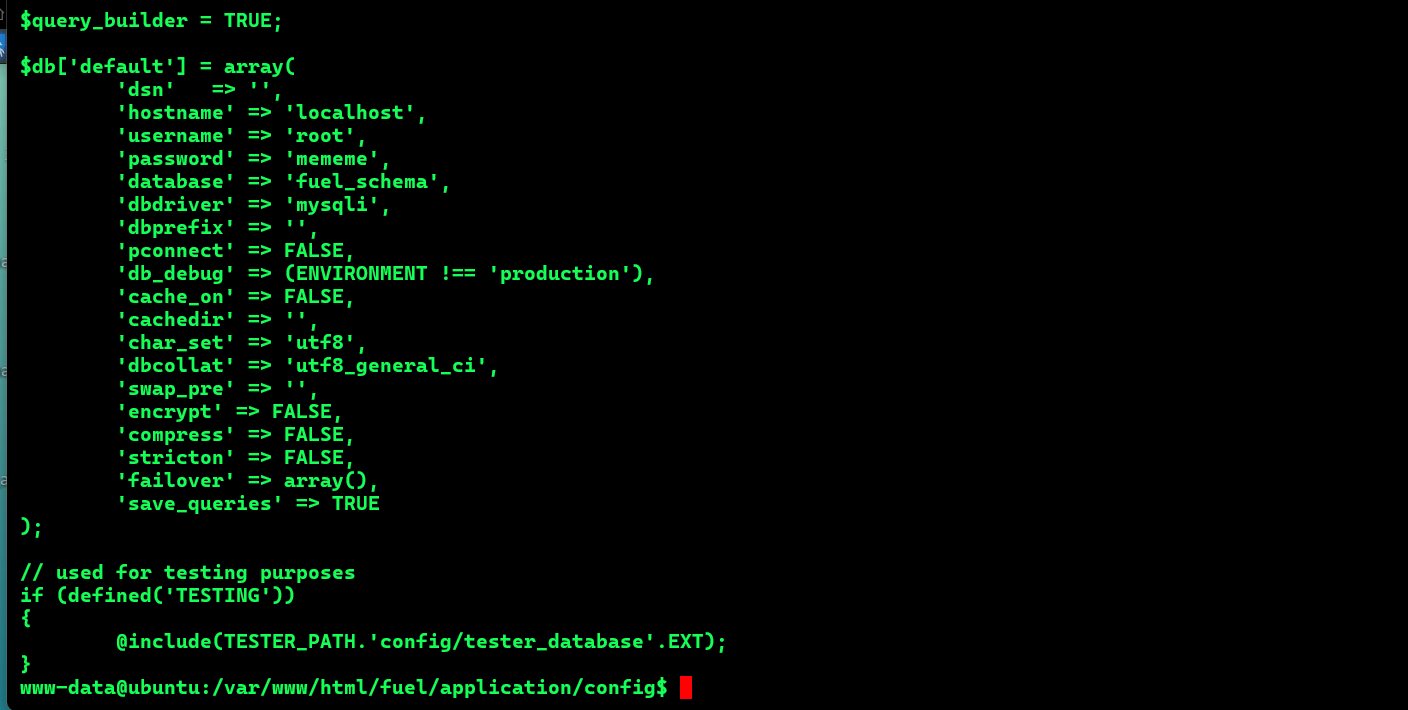 $query_builder = TRUE;

$db['default'] = array(
        'dsn'   => '',
        'hostname' => 'localhost',
        'username' => 'root',
        'password' => 'mememe',
        'database' => 'fuel_schema',
        'dbdriver' => 'mysqli',
        'dbprefix' => '',
        'pconnect' => FALSE,
        'db_debug' => (ENVIRONMENT !== 'production'),
        'cache_on' => FALSE,
        'cachedir' => '',
        'char_set' => 'utf8',
        'dbcollat' => 'utf8_general_ci',
        'swap_pre' => '',
        'encrypt' => FALSE,
        'compress' => FALSE,
        'stricton' => FALSE,
        'failover' => array(),
        'save_queries' => TRUE
);

// used for testing purposes
if (defined('TESTING'))
{
        @include(TESTER_PATH.'config/tester_database'.EXT);
}
www-data@ubuntu:/var/www/html/fuel/application/config$